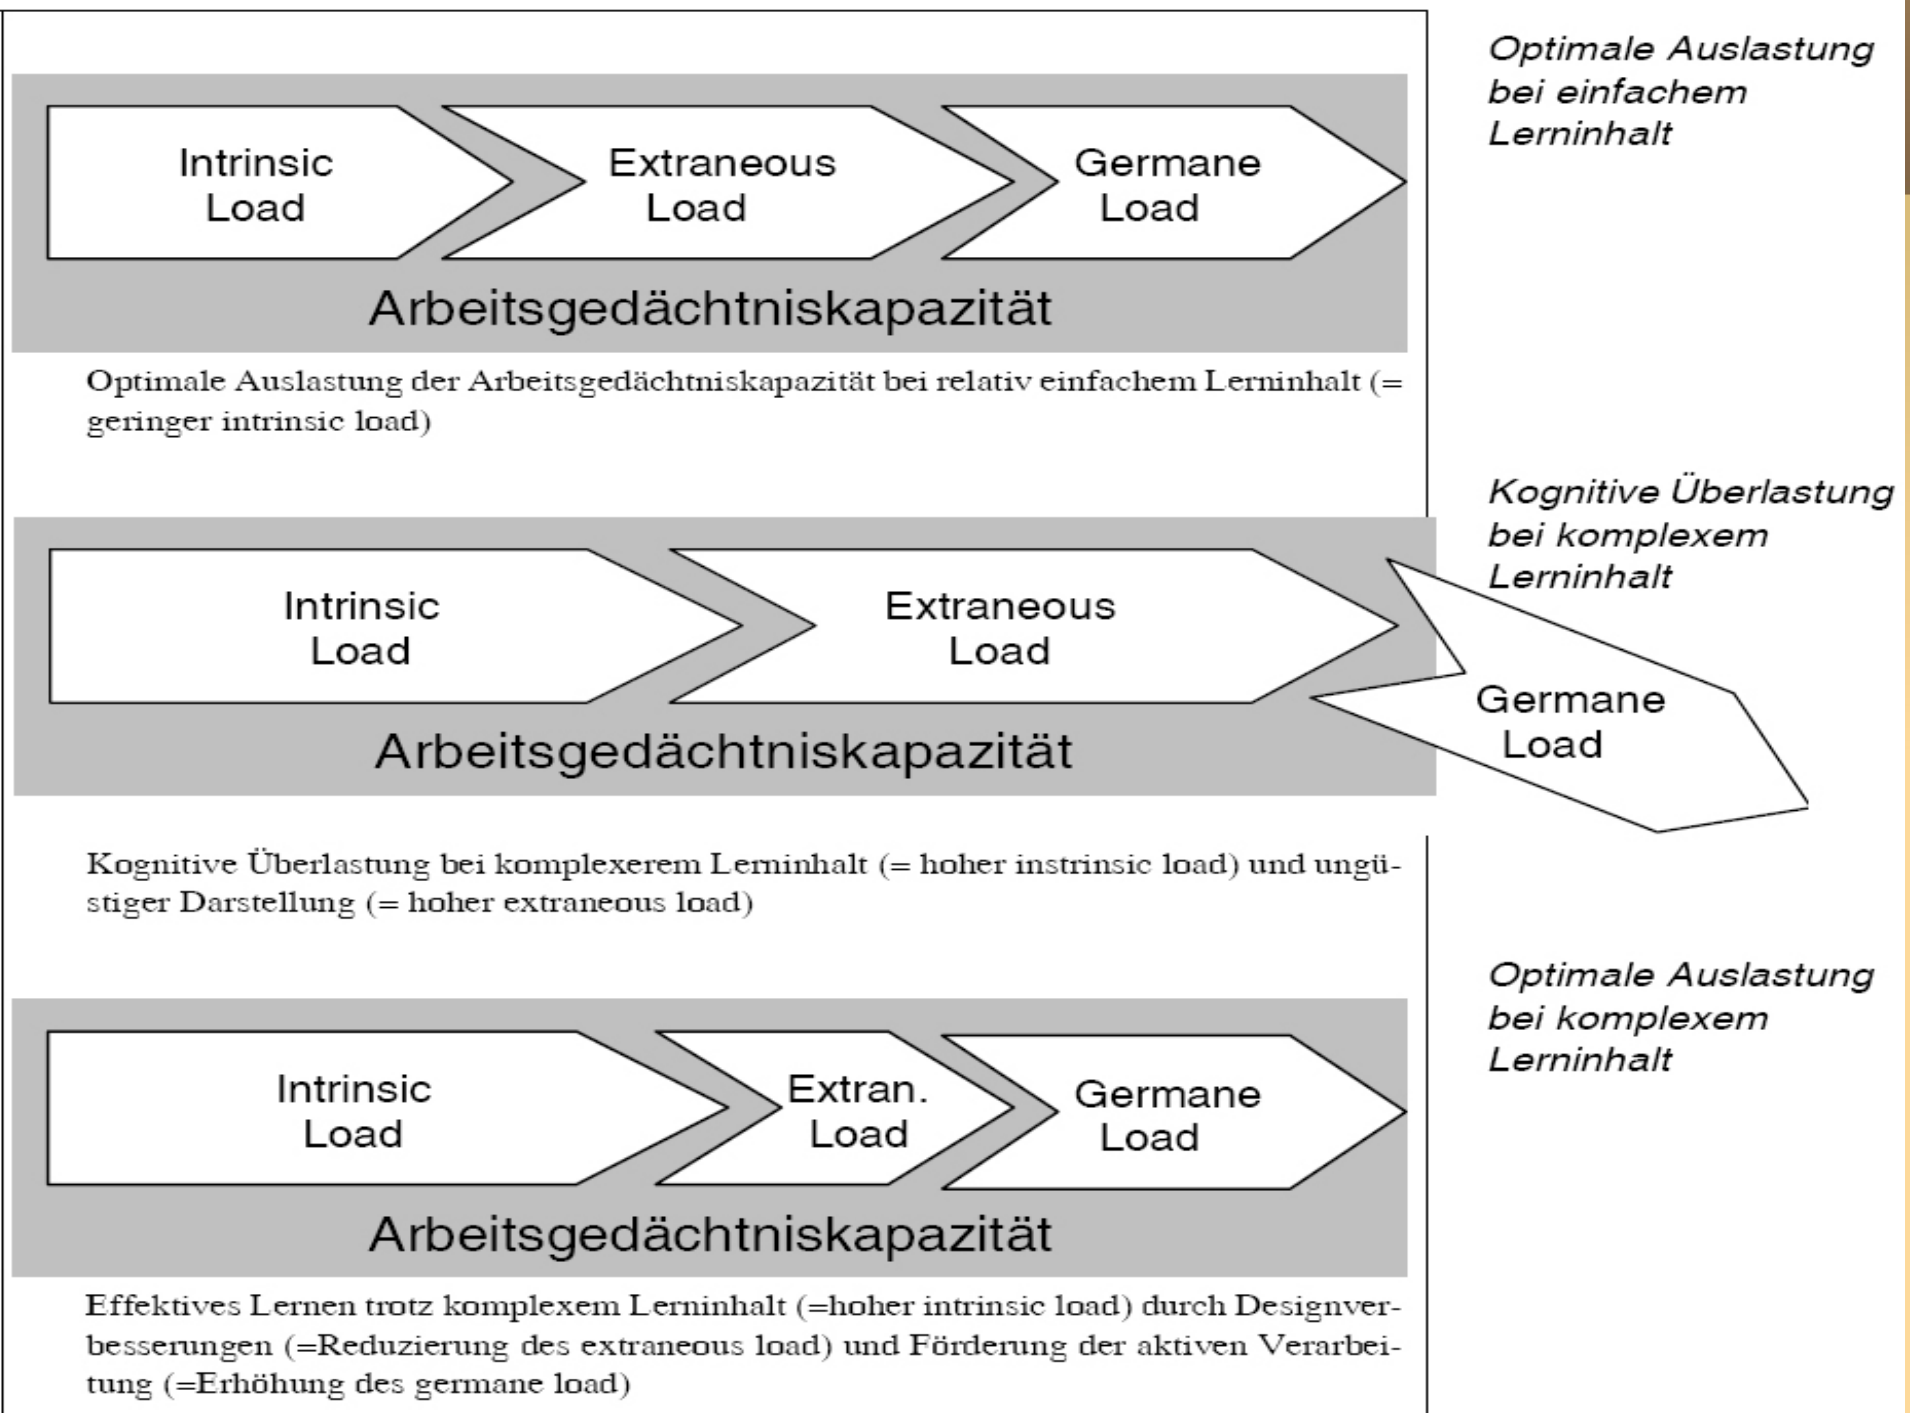 Optimale Auslastung
bei einfachem
Lerninhalt
Intrinsic
Load
Extraneous
Load
Germane
Load
Arbeitsgedächtniskapazität
Optimale Auslastung der Arbeitsgedächtniskapazität bei relativ einfachem Lerninhalt (=
geringer intrinsic load)
Kognitive Überlastung
bei komplexem
Lerninhalt
Intrinsic
Load
Extraneous
Load
Germane
Load
Arbeitsgedächtniskapazität
Kognitive Überlastung bei komplexerem Lerninhalt (= hoher instrinsic load) und ungü-
stiger Darstellung (= hoher extraneous load)
Optimale Auslastung
bei komplexem
Lerninhalt
Intrinsic
Load
Extran.
Load
Germane
Load
Arbeitsgedächtniskapazität
Effektives Lernen trotz komplexem Lerninhalt (=hoher intrinsic load) durch Designver-
besserungen (=Reduzierung des extraneous load) und Förderung der aktiven Verarbei-
tung (=Erhöhung des germane load)